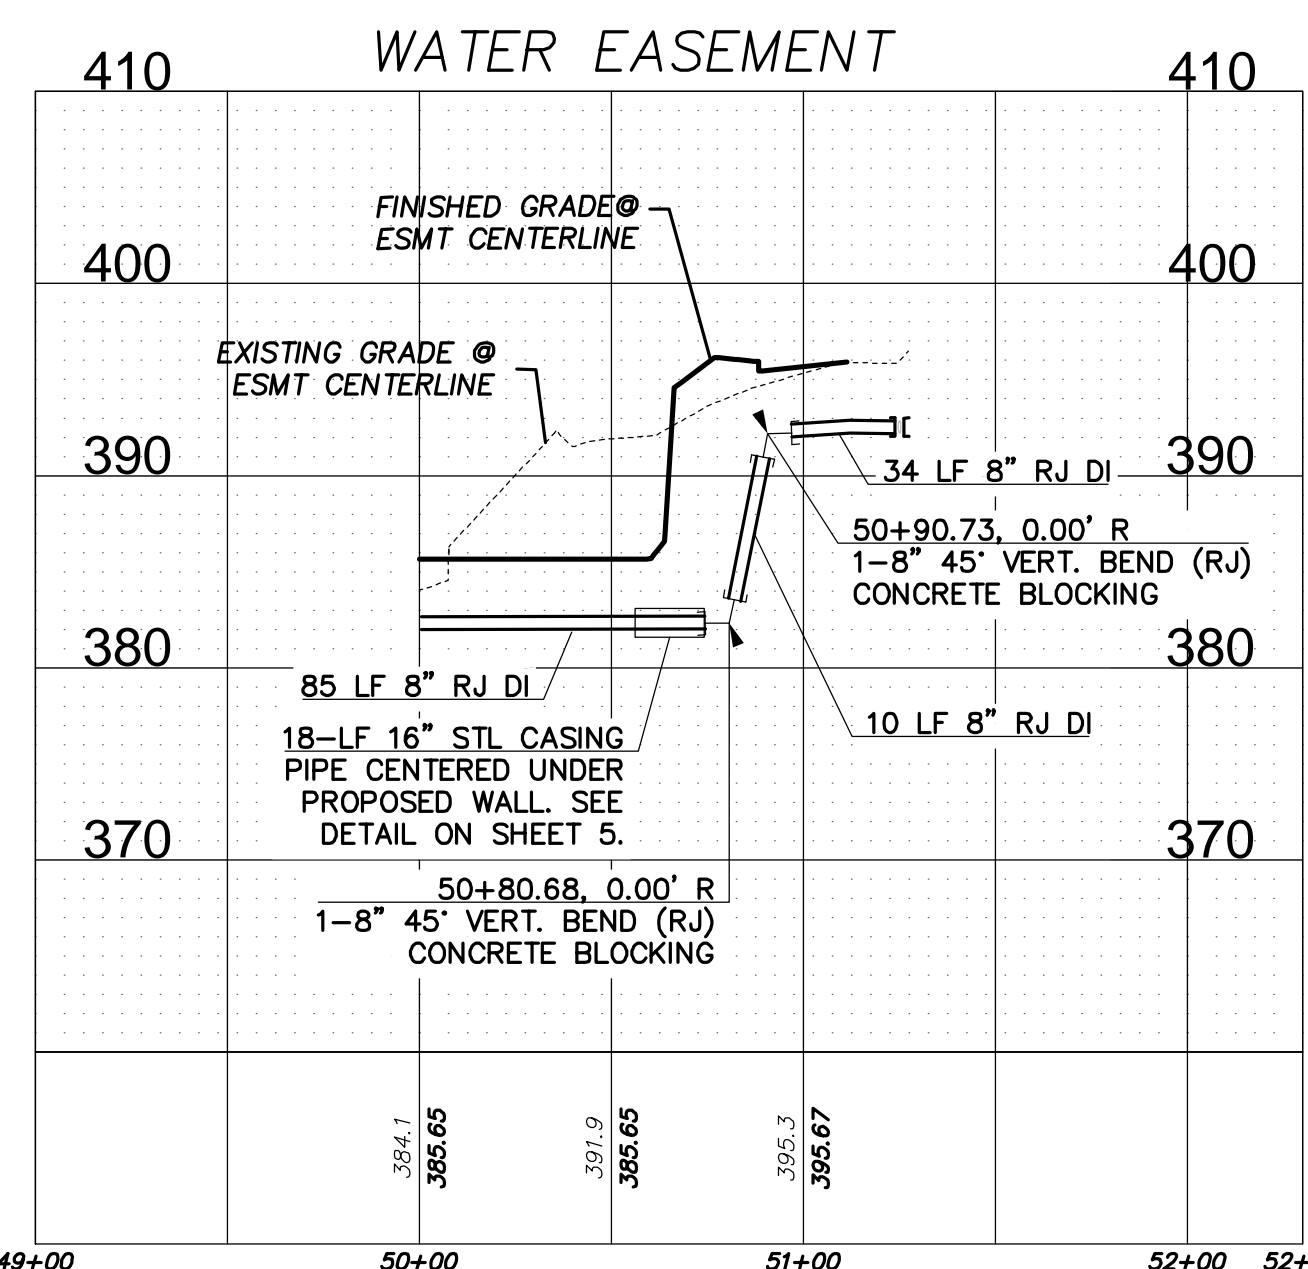 WATER EASEMENT
410
410
FINISHED GRADE@
ESMT CENTERLINE
400
400
EXISTING GRADE @
ESMT CENTERLINE
390
390
34 LF 8" RJ DI
50+90.73, 0.00' R
1-8" 45° VERT. BEND (RJ)
CONCRETE BLOCKING
380
380
85 LF 8" RJ DI
10 LF 8" RJ DI
18-LF 16" STL CASING
PIPE CENTERED UNDER
PROPOSED WALL. SEE
DETAIL ON SHEET 5.
370
370
50+80.68, 0.00' R
1-8" 45° VERT. BEND (RJ)
CONCRETE BLOCKING
384.1
385.65
391.9
385.65
395.3
395.67
49+00
50+00
51+00
52+00
52+